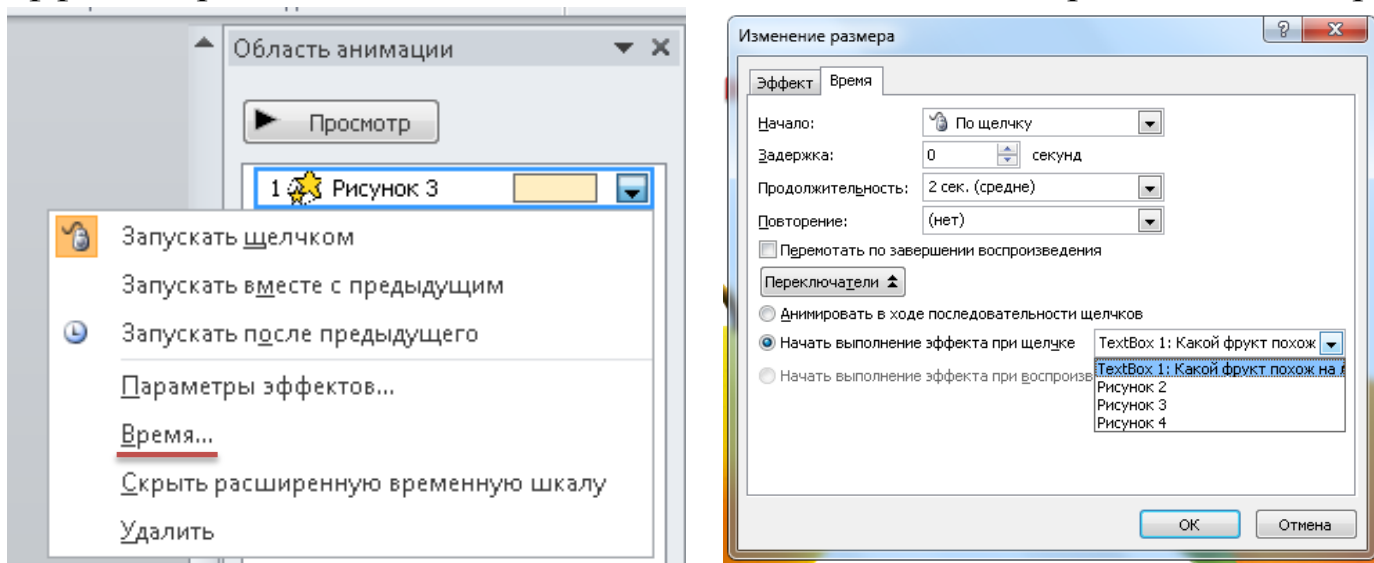 Область анимации
Просмотр
1 Рисунок 3
Запускать щелчком
Запускать вместе с предыдущим
Запускать после предыдущего
Параметры эффектов...
Время...
Скрыть расширенную временную шкалу
Удалить
Изменение размера
Эффект Время
Начало: По щелчку
Задержка: 0 секунд
Продолжительность: 2 сек. (средне)
Повторение: (нет)
Перемотать по завершении воспроизведения
Переключатели
Анимировать в ходе последовательности щелчков
Начать выполнение эффекта при щелчке TextBox 1: Какой фрукт похож
Начать выполнение эффекта при воспроизв
TextBox 1: Какой фрукт похож на л
Рисунок 2
Рисунок 3
Рисунок 4
ОК Отмена